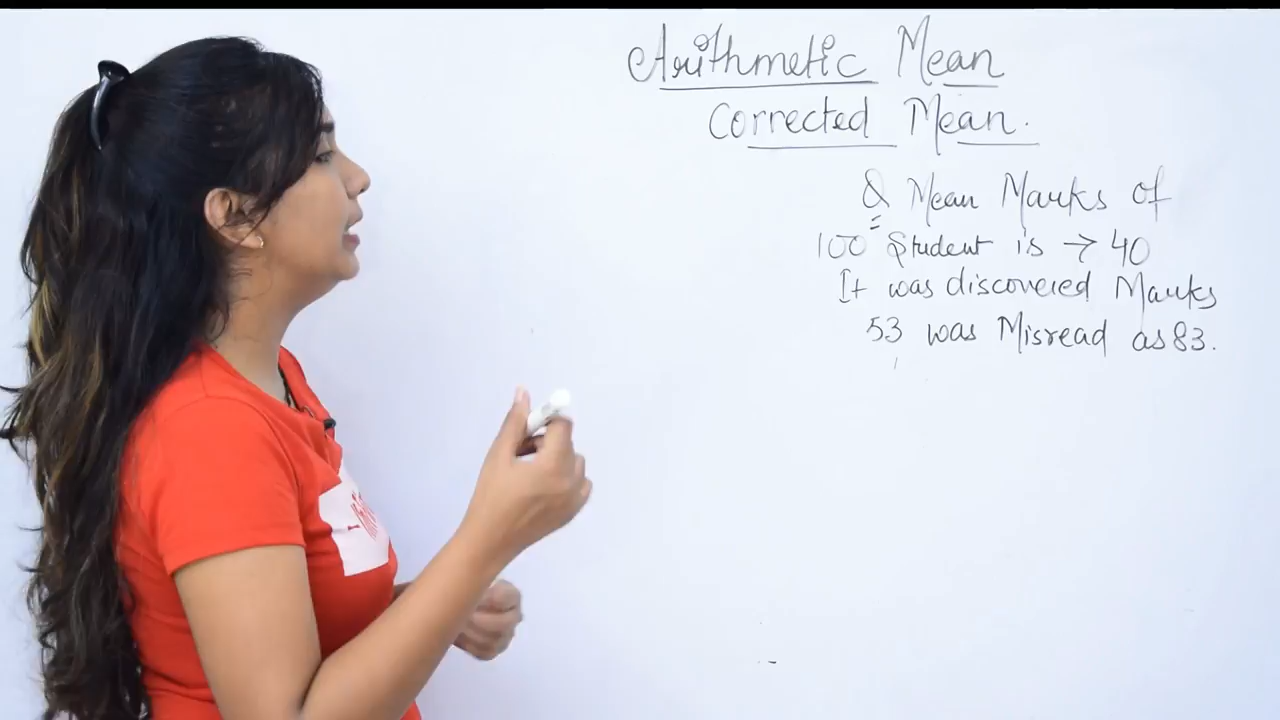 Arithmetic Mean
Corrected Mean.
Q Mean Marks of
100 Student is → 40
It was discovered Marks
53 was Misread as 83.